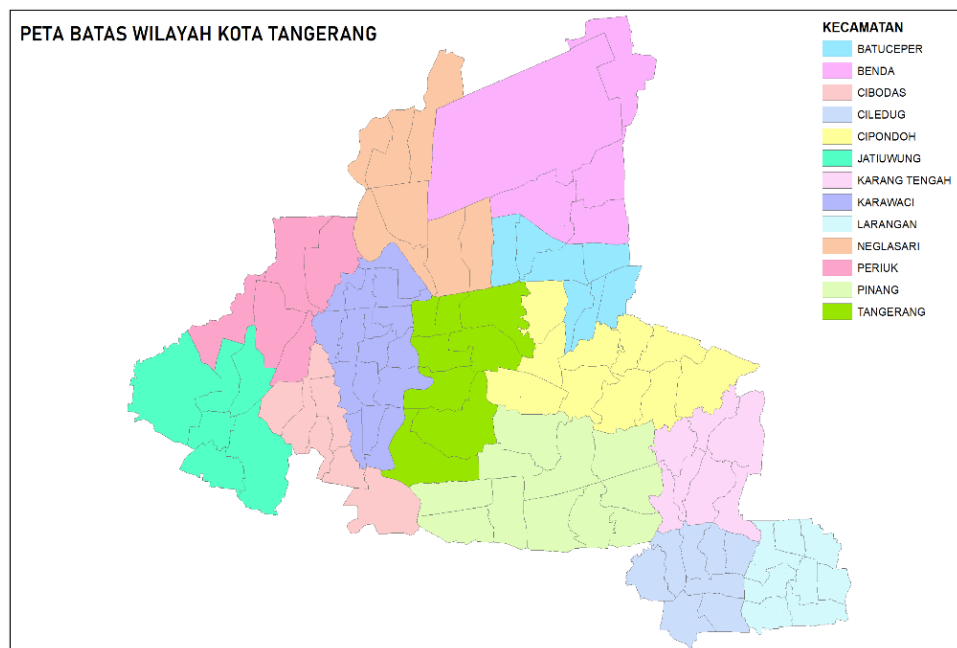 PETA BATAS WILAYAH KOTA TANGERANG
KECAMATAN
BATUCEPER
BENDA
CIBODAS
CILEDUG
CIPONDOH
JATIUWUNG
KARANG TENGAH
KARAWACI
LARANGAN
NEGLASARI
PERIUK
PINANG
TANGERANG